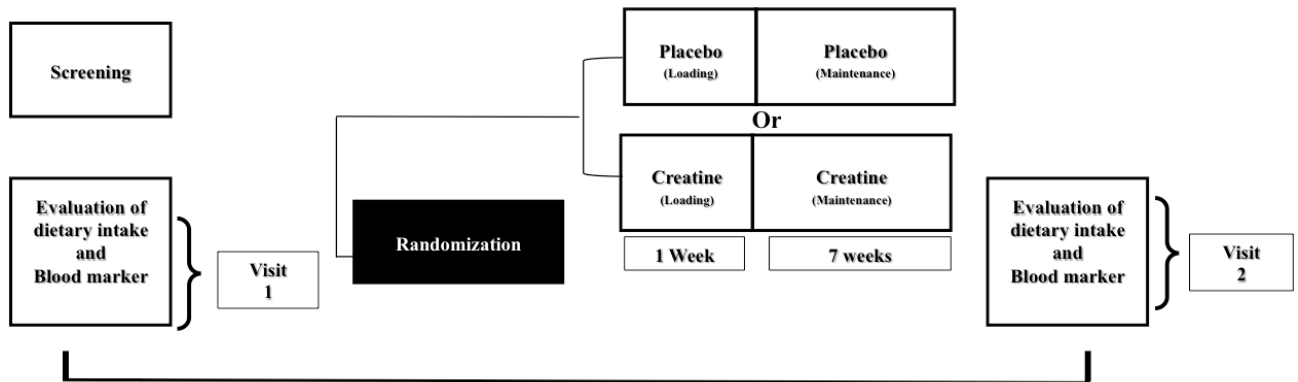 Screening
Evaluation of
dietary intake
and
Blood marker
Visit
1
Randomization
Placebo
(Loading)
Placebo
(Maintenance)
Or
Creatine
(Loading)
Creatine
(Maintenance)
1 Week
7 weeks
Evaluation of
dietary intake
and
Blood marker
Visit
2